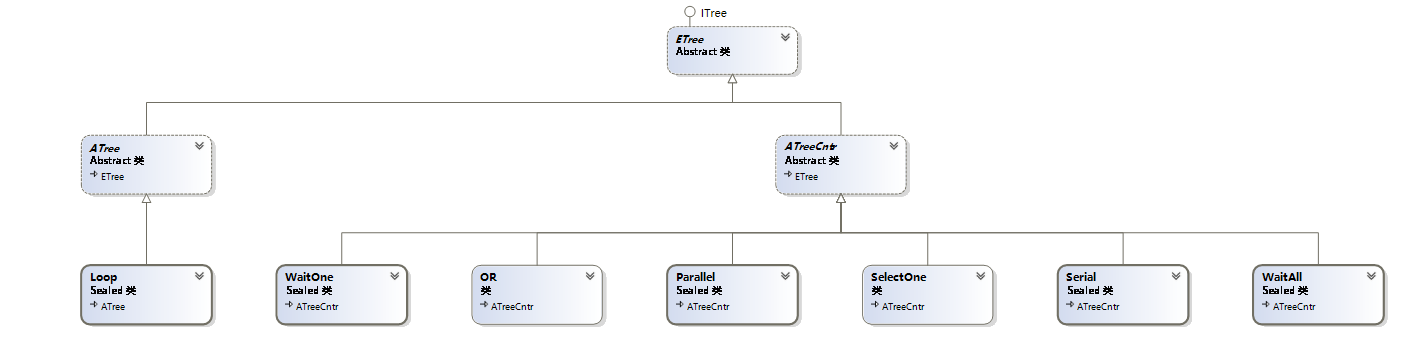 ITree
ETree
Abstract 类
ATree
Abstract 类
ETree
ATreeCntr
Abstract 类
ETree
Loop
Sealed 类
ATree
WaitOne
Sealed 类
ATreeCntr
OR
类
ATreeCntr
Parallel
Sealed 类
ATreeCntr
SelectOne
类
ATreeCntr
Serial
Sealed 类
ATreeCntr
WaitAll
Sealed 类
ATreeCntr